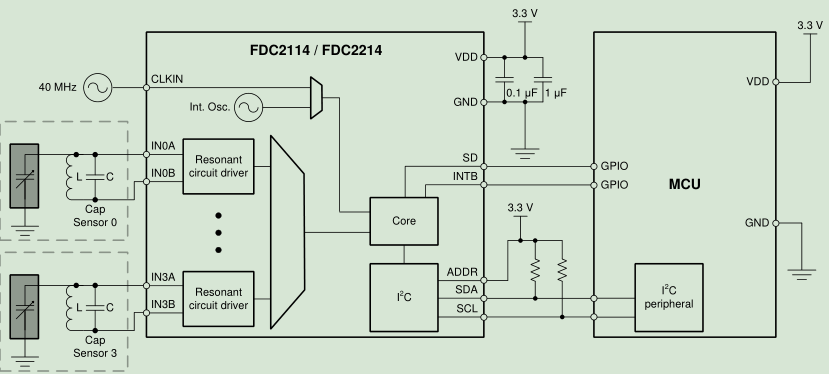 3.3 V
3.3 V
FDC2114 / FDC2214
VDD
40 MHz
CLKIN
Int. Osc.
0.1 µF
1 µF
VDD
GND
IN0A
IN0B
Resonant
circuit driver
L
C
Cap
Sensor 0
SD
INTB
GPIO
GPIO
MCU
Core
3.3 V
GND
IN3A
IN3B
Resonant
circuit driver
L
C
Cap
Sensor 3
I²C
ADDR
SDA
SCL
I²C
peripheral